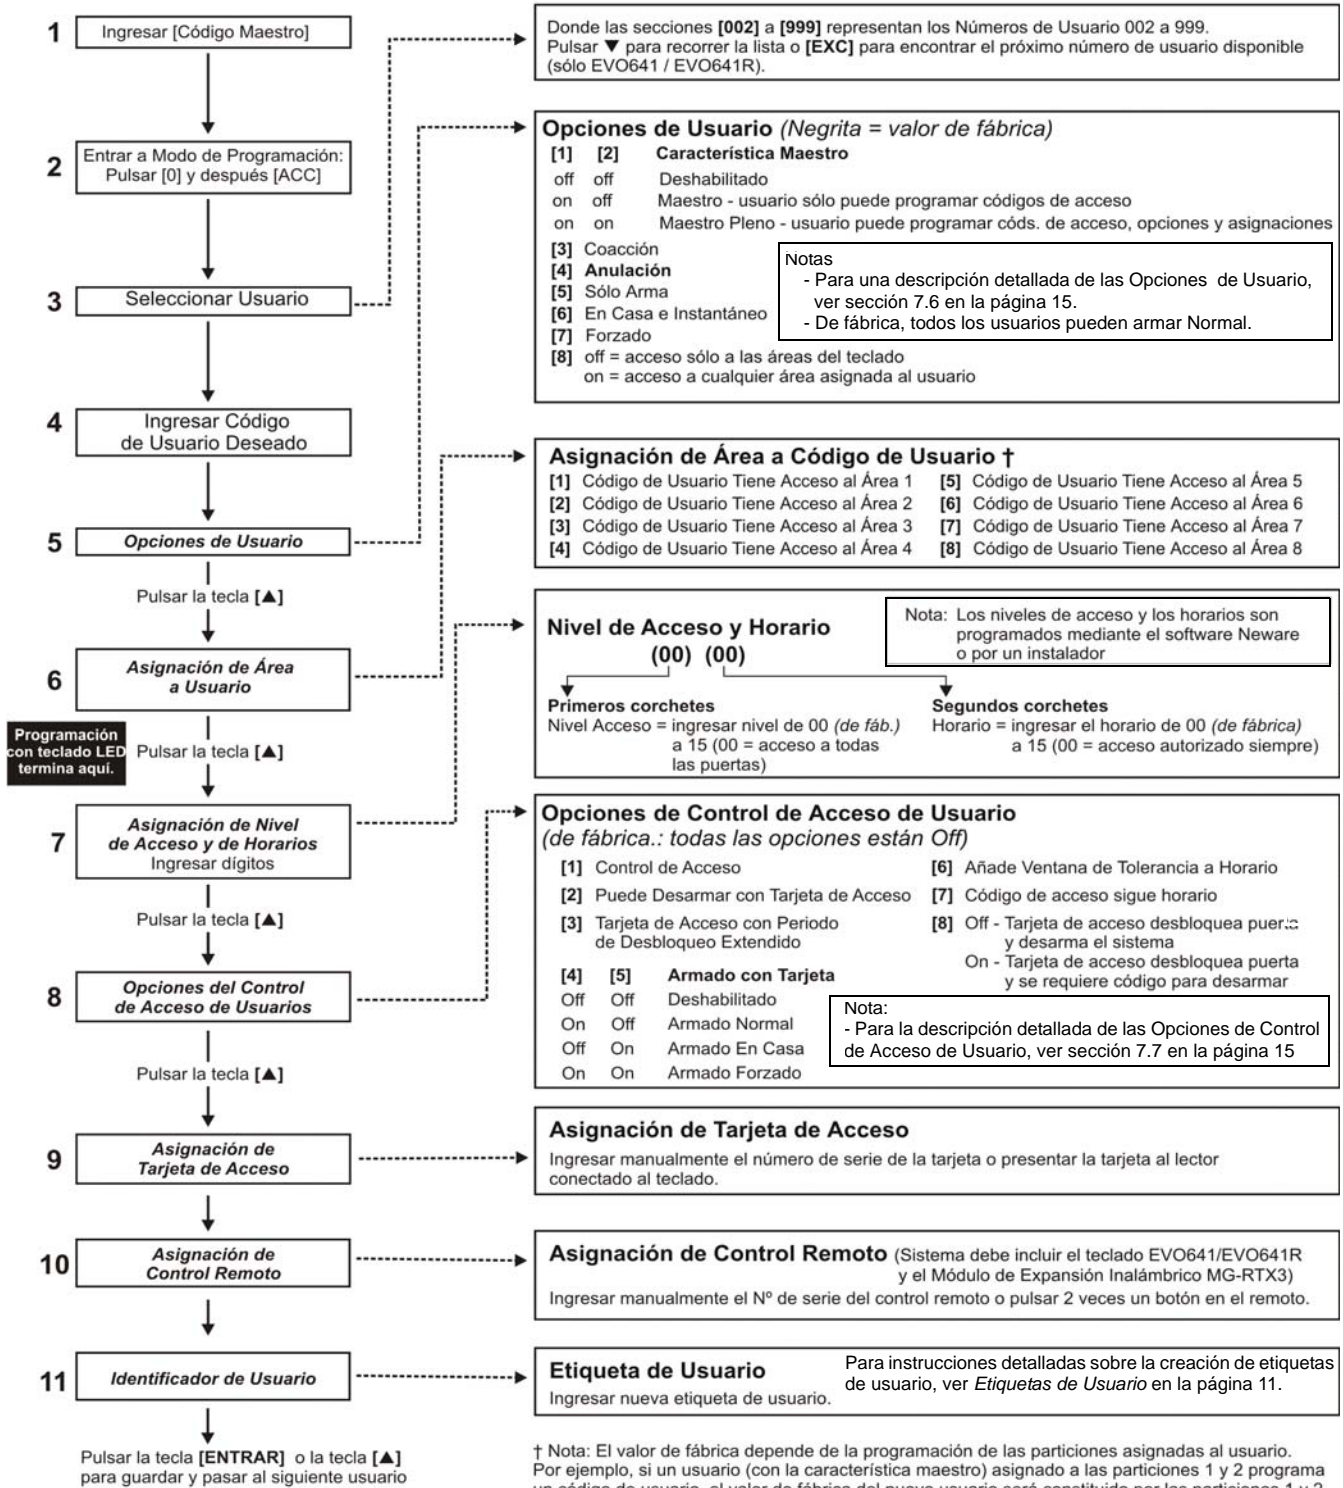 1
Ingresar [Código Maestro]
2
Entrar a Modo de Programación:
Pulsar [0] y después [ACC]
3
Seleccionar Usuario
4
Ingresar Código
de Usuario Deseado
5
Opciones de Usuario
Pulsar la tecla [▲]
6
Asignación de Área
a Usuario
Programación
con teclado LED
termina aquí.
Pulsar la tecla [▲]
7
Asignación de Nivel
de Acceso y de Horarios
Ingresar dígitos
Pulsar la tecla [▲]
8
Opciones del Control
de Acceso de Usuarios
Pulsar la tecla [▲]
9
Asignación de
Tarjeta de Acceso
10
Asignación de
Control Remoto
11
Identificador de Usuario
Pulsar la tecla [ENTRAR] o la tecla [▲]
para guardar y pasar al siguiente usuario
Donde las secciones [002] a [999] representan los Números de Usuario 002 a 999.
Pulsar ▼ para recorrer la lista o [EXC] para encontrar el próximo número de usuario disponible
(sólo EVO641 / EVO641R).
Opciones de Usuario (Negrita = valor de fábrica)
[1] [2] Característica Maestro
off off Deshabilitado
on off Maestro - usuario sólo puede programar códigos de acceso
on on Maestro Pleno - usuario puede programar códs. de acceso, opciones y asignaciones
[3] Coacción
[4] Anulación
[5] Sólo Arma
[6] En Casa e Instantáneo
[7] Forzado
[8] off = acceso sólo a las áreas del teclado
on = acceso a cualquier área asignada al usuario
Notas
- Para una descripción detallada de las Opciones de Usuario,
ver sección 7.6 en la página 15.
- De fábrica, todos los usuarios pueden armar Normal.
Asignación de Área a Código de Usuario †
[1] Código de Usuario Tiene Acceso al Área 1 [5] Código de Usuario Tiene Acceso al Área 5
[2] Código de Usuario Tiene Acceso al Área 2 [6] Código de Usuario Tiene Acceso al Área 6
[3] Código de Usuario Tiene Acceso al Área 3 [7] Código de Usuario Tiene Acceso al Área 7
[4] Código de Usuario Tiene Acceso al Área 4 [8] Código de Usuario Tiene Acceso al Área 8
Nivel de Acceso y Horario
(00) (00)
Nota: Los niveles de acceso y los horarios son
programados mediante el software Neware
o por un instalador
Primeros corchetes
Nivel Acceso = ingresar nivel de 00 (de fáb.)
a 15 (00 = acceso a todas
las puertas)
Segundos corchetes
Horario = ingresar el horario de 00 (de fábrica)
a 15 (00 = acceso autorizado siempre)
Opciones de Control de Acceso de Usuario
(de fábrica.: todas las opciones están Off)
[1] Control de Acceso
[2] Puede Desarmar con Tarjeta de Acceso
[3] Tarjeta de Acceso con Periodo
de Desbloqueo Extendido
[4] [5] Armado con Tarjeta
Off Off Deshabilitado
On Off Armado Normal
Off On Armado En Casa
On On Armado Forzado
[6] Añade Ventana de Tolerancia a Horario
[7] Código de acceso sigue horario
[8] Off - Tarjeta de acceso desbloquea puerta
y desarma el sistema
On - Tarjeta de acceso desbloquea puerta
y se requiere código para desarmar
Nota:
- Para la descripción detallada de las Opciones de Control
de Acceso de Usuario, ver sección 7.7 en la página 15
Asignación de Tarjeta de Acceso
Ingresar manualmente el número de serie de la tarjeta o presentar la tarjeta al lector
conectado al teclado.
Asignación de Control Remoto (Sistema debe incluir el teclado EVO641/EVO641R
y el Módulo de Expansión Inalámbrico MG-RTX3)
Ingresar manualmente el Nº de serie del control remoto o pulsar 2 veces un botón en el remoto.
Etiqueta de Usuario
Ingresar nueva etiqueta de usuario.
Para instrucciones detalladas sobre la creación de etiquetas
de usuario, ver Etiquetas de Usuario en la página 11.
† Nota: El valor de fábrica depende de la programación de las particiones asignadas al usuario.
Por ejemplo, si un usuario (con la característica maestro) asignado a las particiones 1 y 2 programa
un código de usuario, el valor de fábrica del nuevo usuario será constituido por las particiones 1 y 2